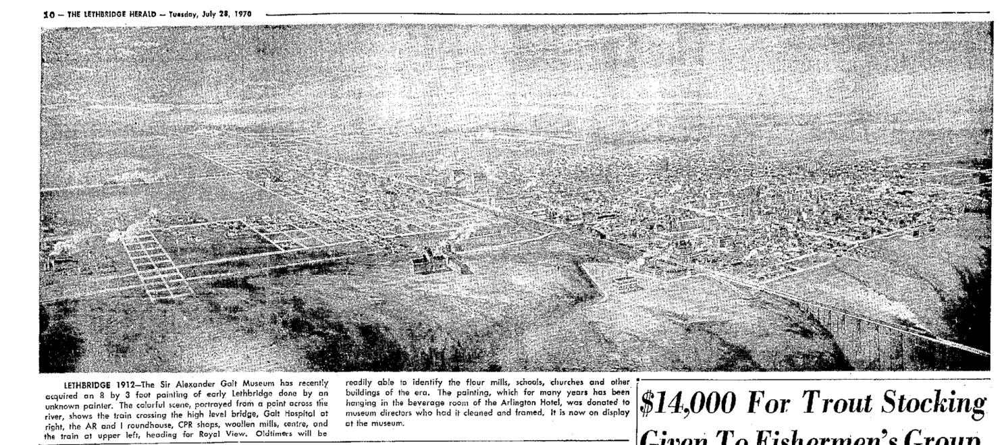 10 — THE LETHBRIDGE HERALD — Tuesday, July 28, 1970
LETHBRIDGE 1912—The Sir Alexander Galt Museum has recently
acquired an 8 by 3 foot painting of early Lethbridge done by an
unknown painter. The colorful scene, portrayed from a point across the
river, shows the train crossing the high level bridge, Galt Hospital at
right, the AR and I roundhouse, CPR shops, woollen mills, centre, and
the train at upper left, heading for Royal View. Oldtimers will be
readily able to identify the flour mills, schools, churches and other
buildings of the era. The painting, which for many years has been
hanging in the beverage room of the Arlington Hotel, was donated to
museum directors who had it cleaned and framed. It is now on display
at the museum.
$14,000 For Trout Stocking
Given To Fishermen's Group